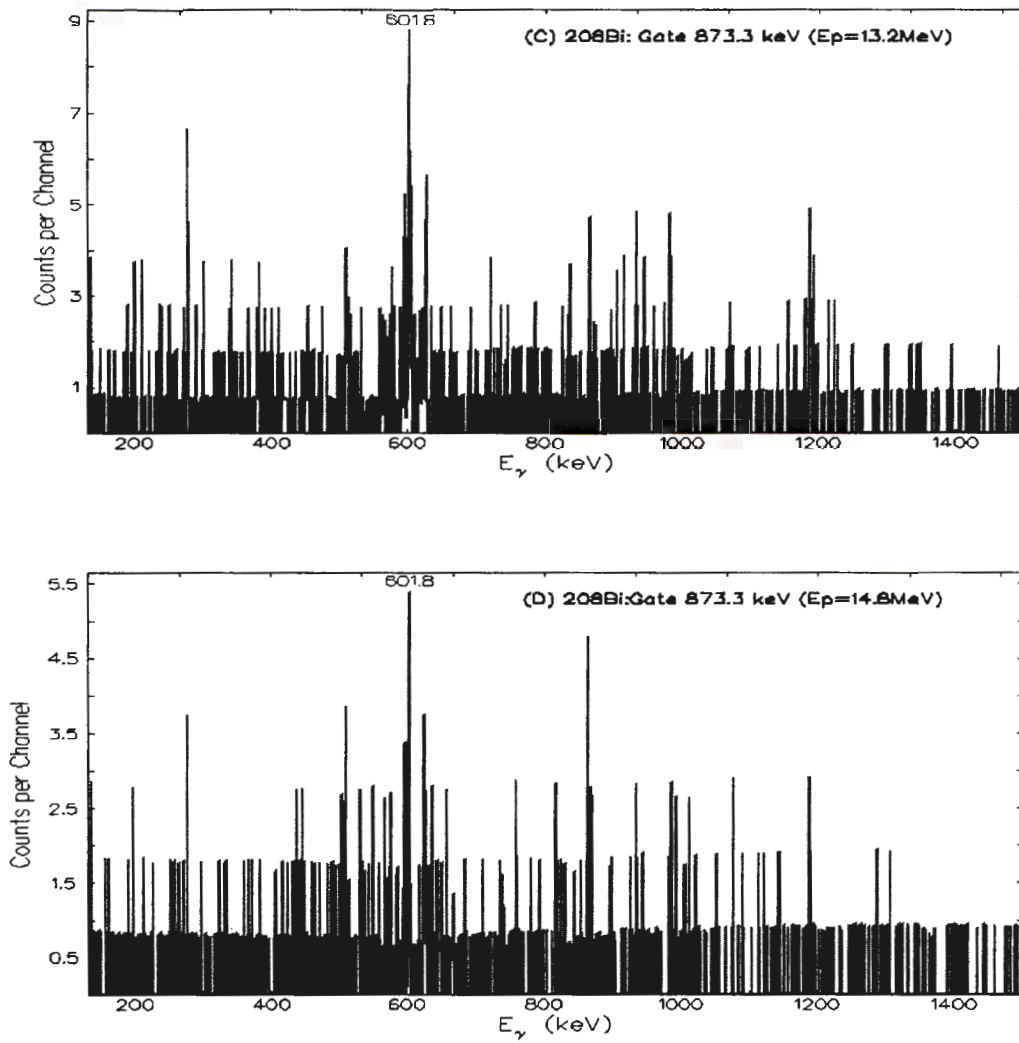 9
7
5
3
1
Counts per Channel
6018
(C) 208Bi: Gate 873.3 keV (Ep=13.2MeV)
200 400 600 800 1000 1200 1400
Eγ (keV)
5.5
4.5
3.5
2.5
1.5
0.5
Counts per Channel
601.8
(D) 208Bi:Gate 873.3 keV (Ep=14.8MeV)
200 400 600 800 1000 1200 1400
Eγ (keV)